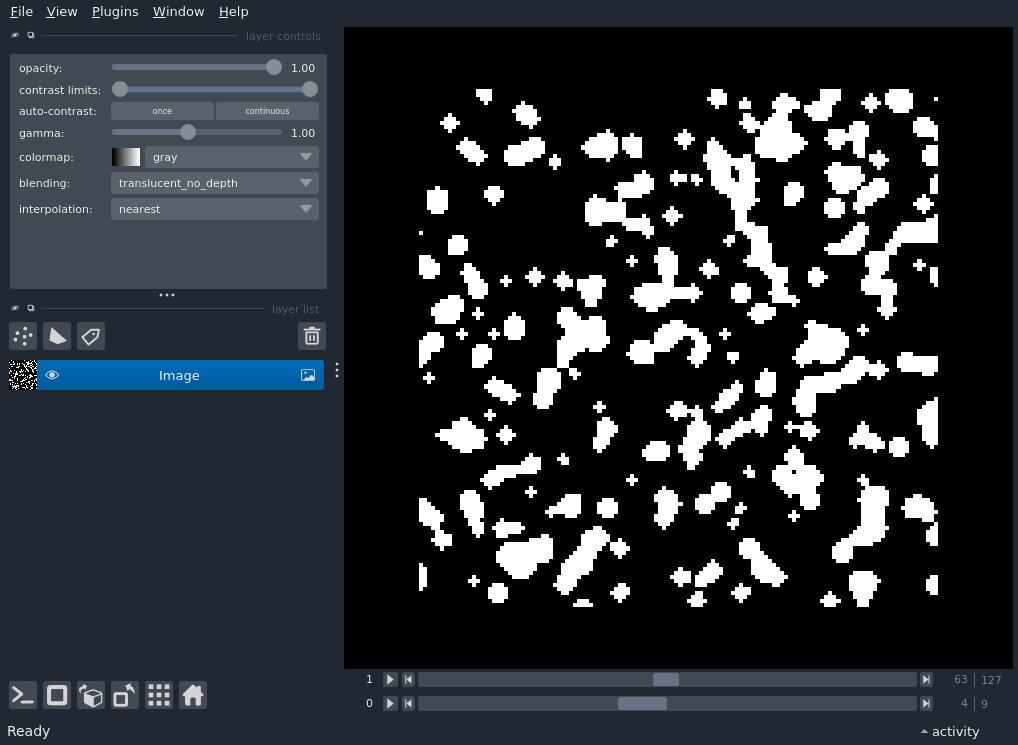 File View Plugins Window Help
layer controls
opacity: 1.00
contrast limits:
auto-contrast: once continuous
gamma: 1.00
colormap: gray
blending: translucent_no_depth
interpolation: nearest
layer list
Image
1 63 127
0 4 9
Ready activity